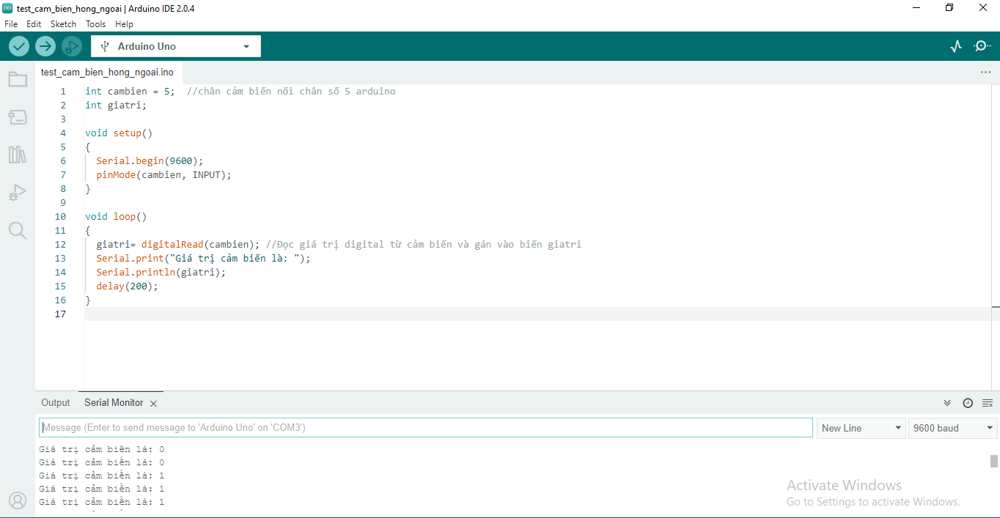 test_cam_bien_hong_ngoai | Arduino IDE 2.0.4
File Edit Sketch Tools Help
Arduino Uno
test_cam_bien_hong_ngoai.ino
1 int cambien = 5; //chân cảm biến nối chân số 5 arduino
2 int giatri;
3
4 void setup()
5 {
6 Serial.begin(9600);
7 pinMode(cambien, INPUT);
8 }
9
10 void loop()
11 {
12 giatri= digitalRead(cambien); //Đọc giá trị digital từ cảm biến và gán vào biến giatri
13 Serial.print("Giá trị cảm biến là: ");
14 Serial.println(giatri);
15 delay(200);
16 }
17
Output Serial Monitor
Message (Enter to send message to 'Arduino Uno' on 'COM3')
New Line
9600 baud
Giá trị cảm biến là: 0
Giá trị cảm biến là: 0
Giá trị cảm biến là: 1
Giá trị cảm biến là: 1
Giá trị cảm biến là: 1
Activate Windows
Go to Settings to activate Windows.